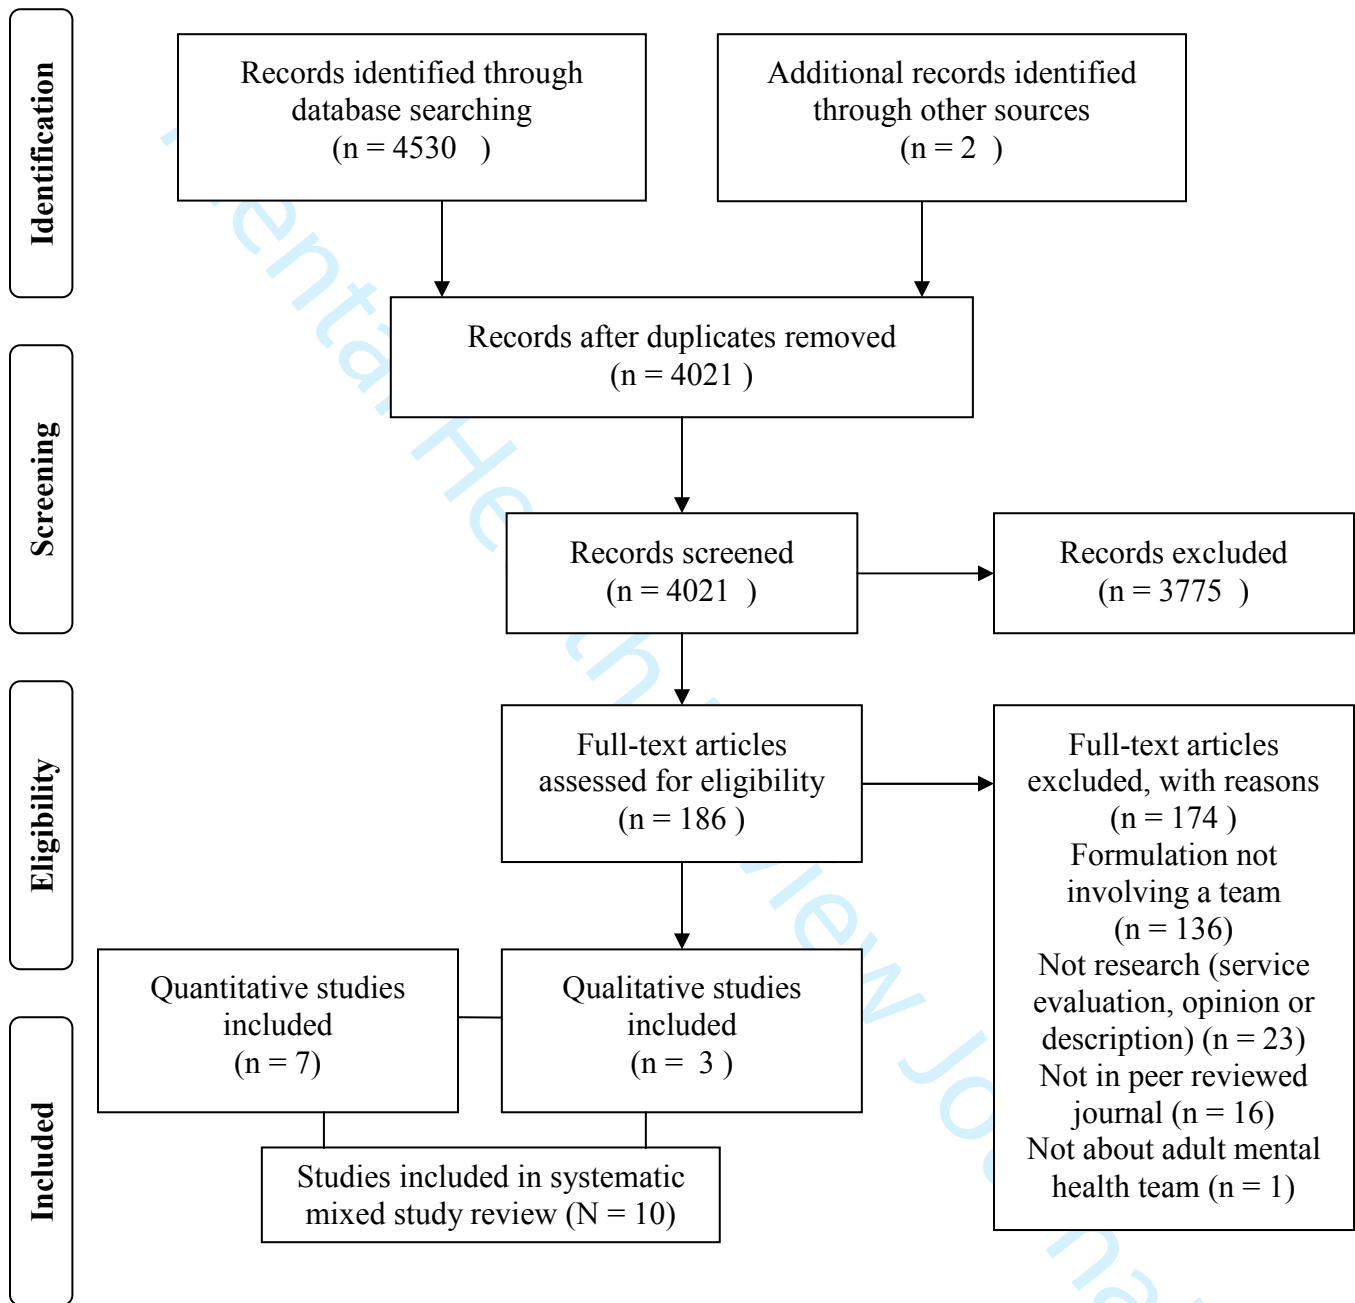 Identification
Records identified through
database searching
(n = 4530 )
Additional records identified
through other sources
(n = 2 )
Records after duplicates removed
(n = 4021 )
Screening
Records screened
(n = 4021 )
Records excluded
(n = 3775 )
Eligibility
Full-text articles
assessed for eligibility
(n = 186 )
Full-text articles
excluded, with reasons
(n = 174 )
Formulation not
involving a team
(n = 136)
Not research (service
evaluation, opinion or
description) (n = 23)
Not in peer reviewed
journal (n = 16)
Not about adult mental
health team (n = 1)
Quantitative studies
included
(n = 7)
Qualitative studies
included
(n = 3 )
Included
Studies included in systematic
mixed study review (N = 10)